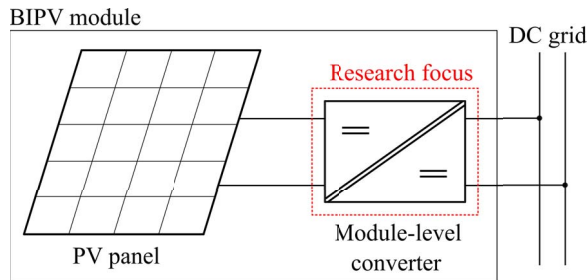 BIPV module
DC grid
Research focus
PV panel
Module-level
converter